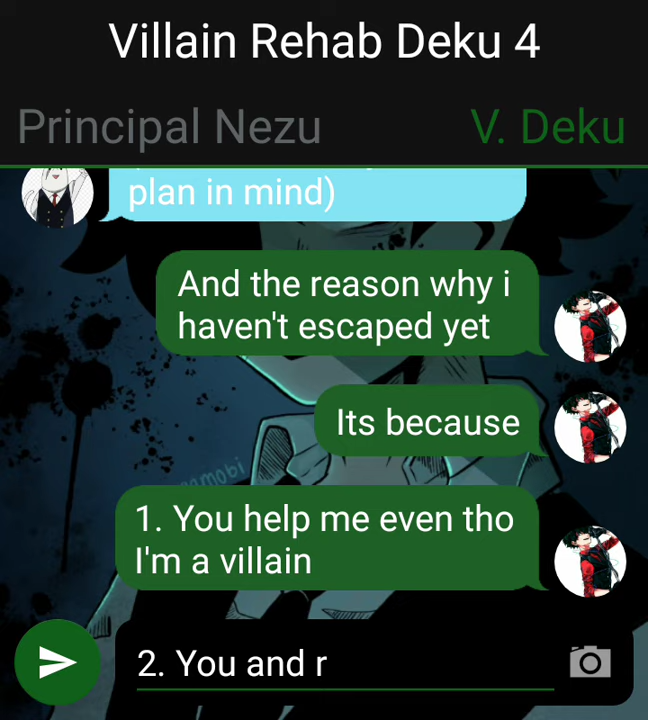 Villain Rehab Deku 4
Principal Nezu
V. Deku
plan in mind)
And the reason why i
haven't escaped yet
Its because
1. You help me even tho
I'm a villain
2. You and r